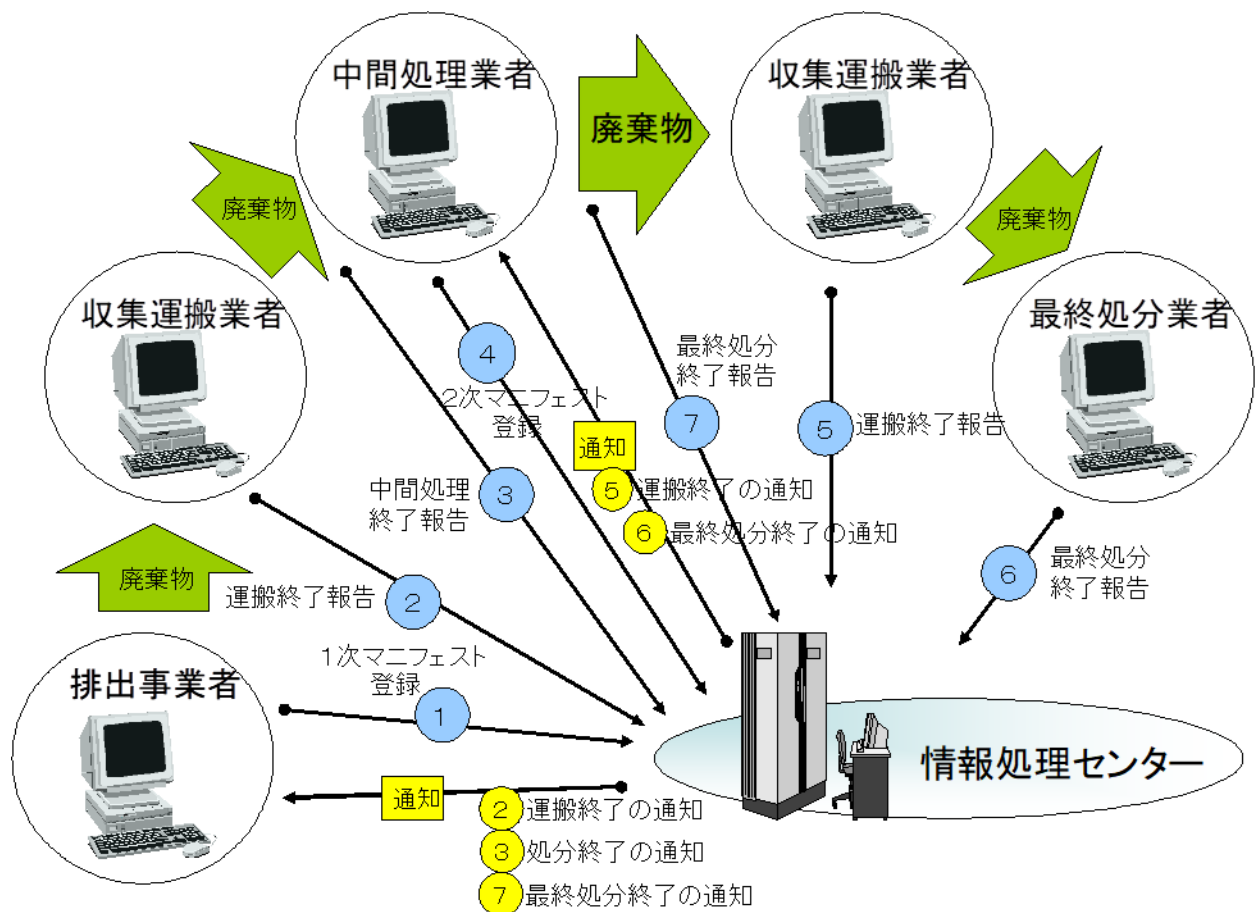 中間処理業者
収集運搬業者
廃棄物
廃棄物
廃棄物
収集運搬業者
最終処分業者
④
2次マニフェスト
登録
最終処分
終了報告
⑦
⑤
運搬終了報告
通知
⑤運搬終了の通知
⑥最終処分終了の通知
中間処理
終了報告
③
⑥
最終処分
終了報告
廃棄物
運搬終了報告
②
1次マニフェスト
登録
①
排出事業者
情報処理センター
通知
②運搬終了の通知
③処分終了の通知
⑦最終処分終了の通知